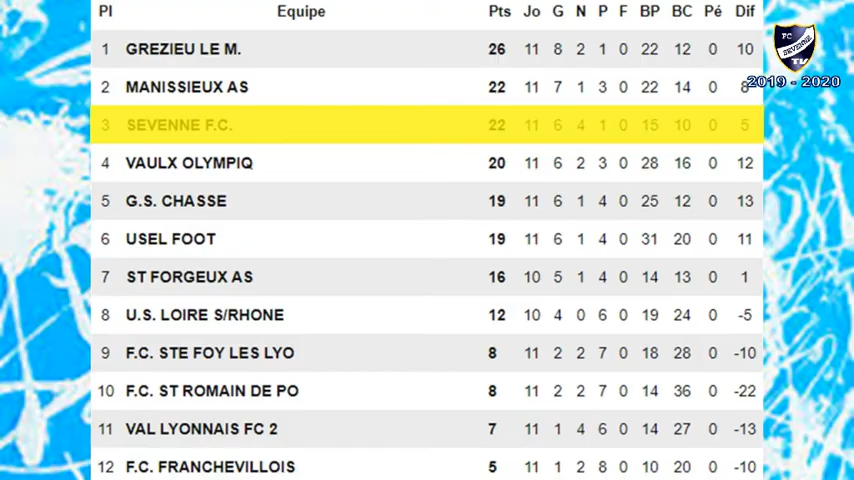 Pl Equipe Pts Jo G N P F BP BC Pé Dif
1 GREZIEU LE M. 26 11 8 2 1 0 22 12 0 10
2 MANISSIEUX AS 22 11 7 1 3 0 22 14 0 8
3 SEVENNE F.C. 22 11 6 4 1 0 15 10 0 5
4 VAULX OLYMPIQ 20 11 6 2 3 0 28 16 0 12
5 G.S. CHASSE 19 11 6 1 4 0 25 12 0 13
6 USEL FOOT 19 11 6 1 4 0 31 20 0 11
7 ST FORGEUX AS 16 10 5 1 4 0 14 13 0 1
8 U.S. LOIRE S/RHONE 12 10 4 0 6 0 19 24 0 -5
9 F.C. STE FOY LES LYO 8 11 2 2 7 0 18 28 0 -10
10 F.C. ST ROMAIN DE PO 8 11 2 2 7 0 14 36 0 -22
11 VAL LYONNAIS FC 2 7 11 1 4 6 0 14 27 0 -13
12 F.C. FRANCHEVILLOIS 5 11 1 2 8 0 10 20 0 -10
FC
SEVENNE
TV
2019 - 2020